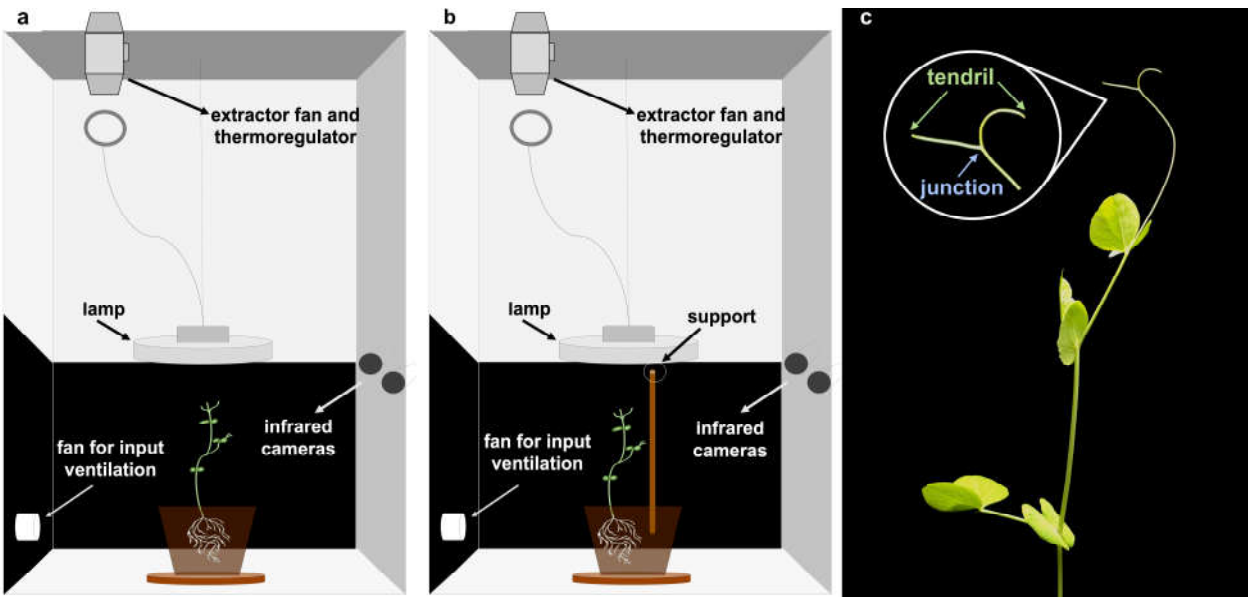 a
extractor fan and
thermoregulator
lamp
infrared
cameras
fan for input
ventilation
b
extractor fan and
thermoregulator
lamp
support
infrared
cameras
fan for input
ventilation
c
tendril
junction